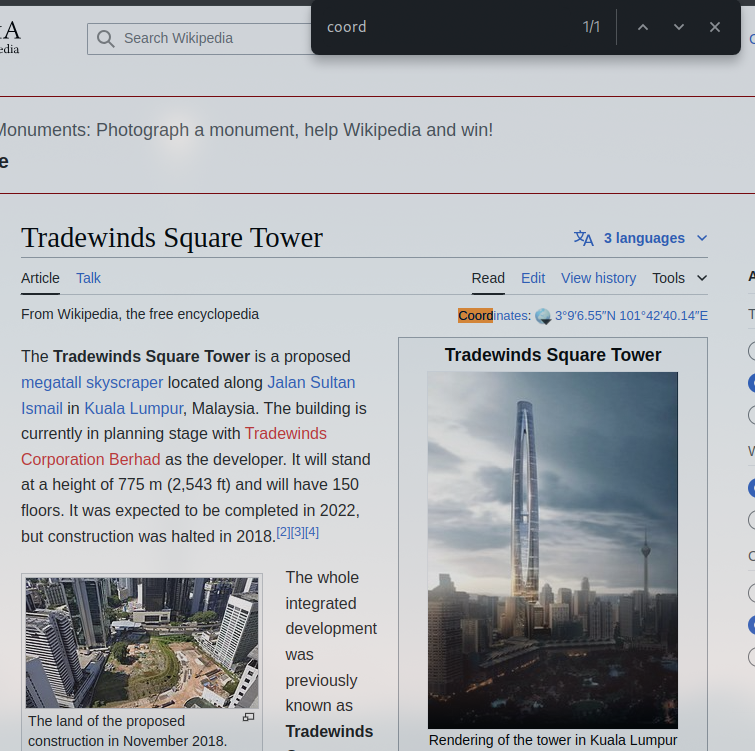 coord
1/1
Search Wikipedia
Monuments: Photograph a monument, help Wikipedia and win!
Tradewinds Square Tower
3 languages
Article Talk
Read Edit View history Tools
From Wikipedia, the free encyclopedia
Coordinates: 3°9′6.55″N 101°42′40.14″E
The Tradewinds Square Tower is a proposed
megatall skyscraper located along Jalan Sultan
Ismail in Kuala Lumpur, Malaysia. The building is
currently in planning stage with Tradewinds
Corporation Berhad as the developer. It will stand
at a height of 775 m (2,543 ft) and will have 150
floors. It was expected to be completed in 2022,
but construction was halted in 2018.[2][3][4]
The land of the proposed
construction in November 2018.
The whole
integrated
development
was
previously
known as
Tradewinds
Tradewinds Square Tower
Rendering of the tower in Kuala Lumpur